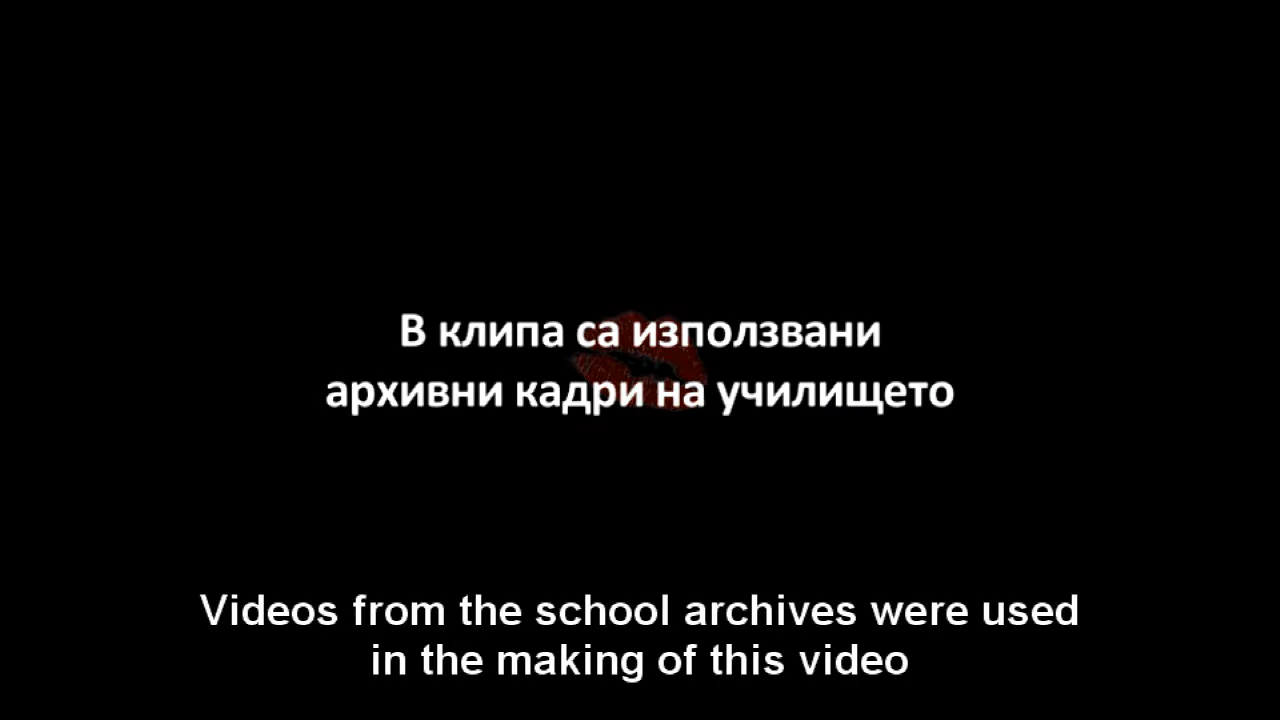 В клипа са използвани
архивни кадри на училището
Videos from the school archives were used
in the making of this video